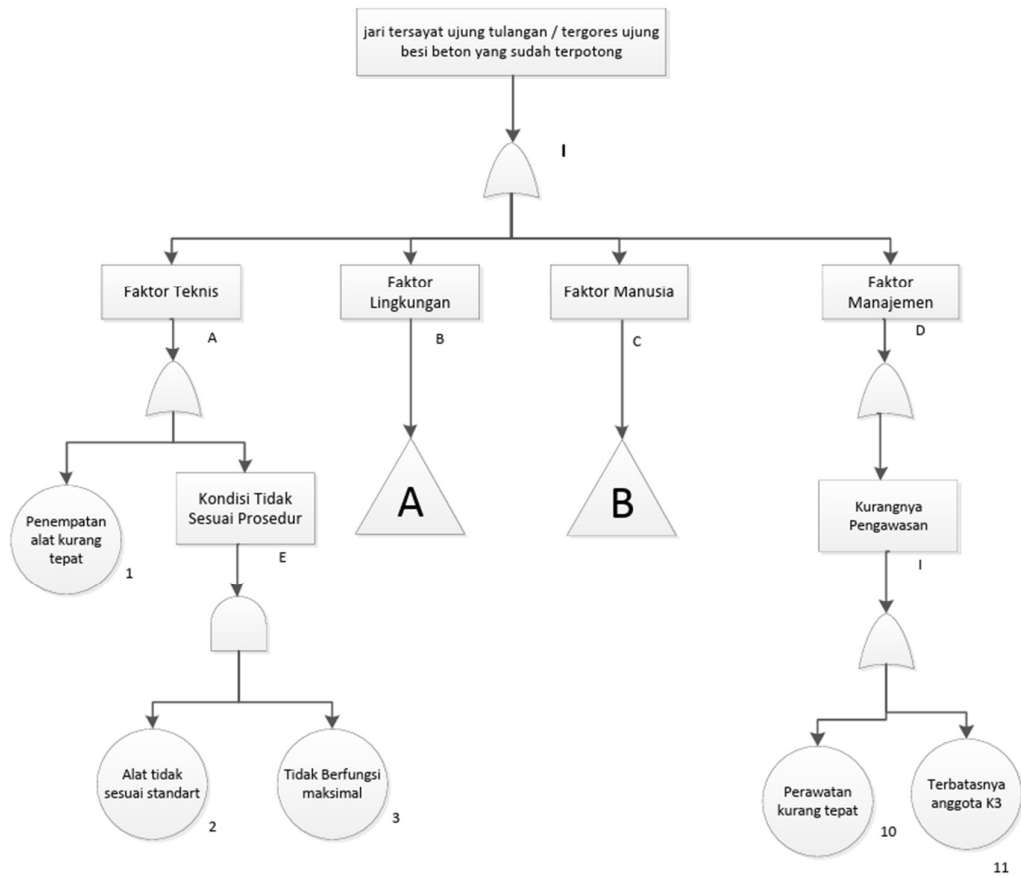 jari tersayat ujung tulangan / tergores ujung
besi beton yang sudah terpotong
I
Faktor Teknis
A
Faktor
Lingkungan
B
Faktor Manusia
C
Faktor
Manajemen
D
Penempatan
alat kurang
tepat
1
Kondisi Tidak
Sesuai Prosedur
E
A
B
Kurangnya
Pengawasan
I
Alat tidak
sesuai standart
2
Tidak Berfungsi
maksimal
3
Perawatan
kurang tepat
10
Terbatasnya
anggota K3
11